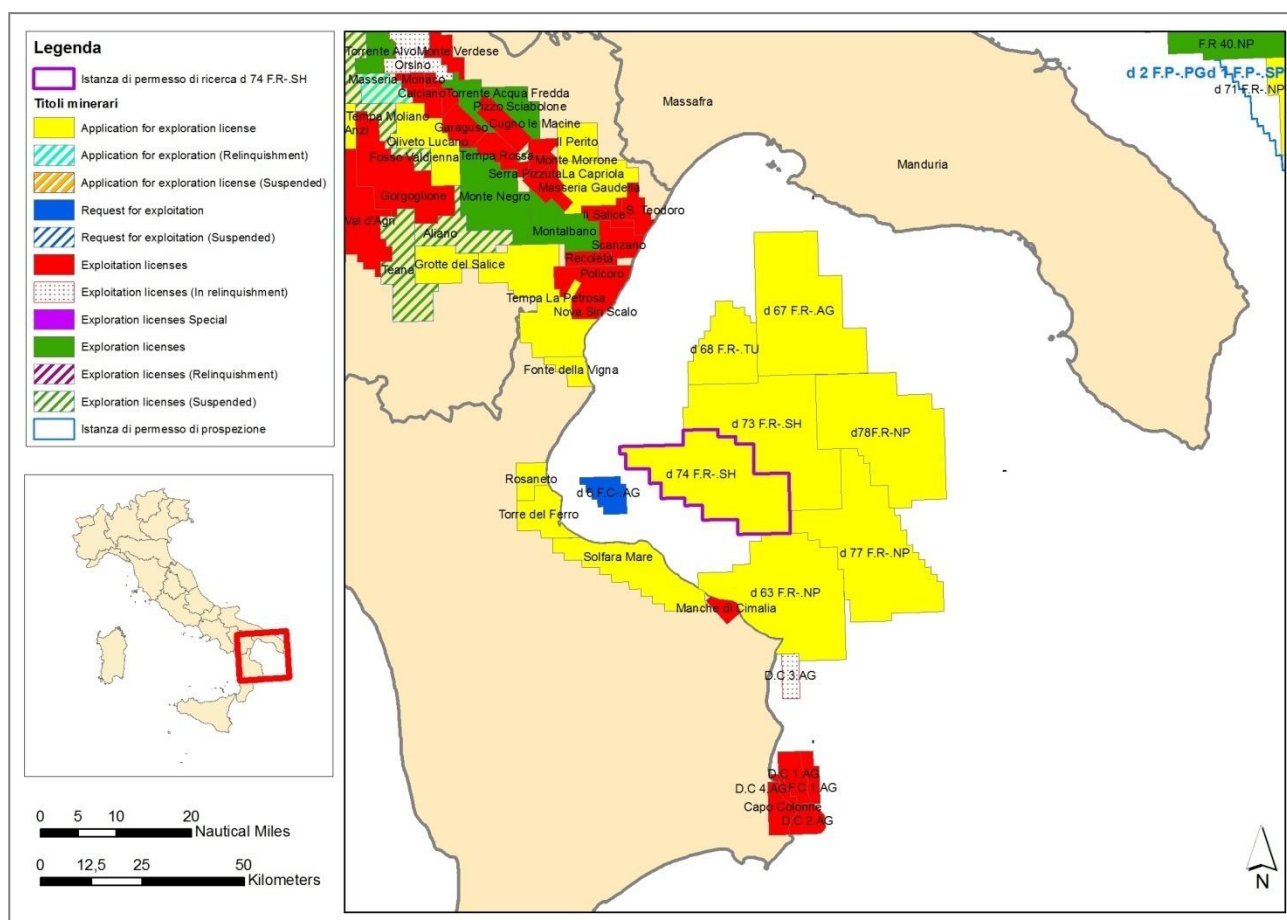 Legenda
Istanza di permesso di ricerca d 74 F.R-.SH
Titoli minerari
Application for exploration license
Application for exploration (Relinquishment)
Application for exploration license (Suspended)
Request for exploitation
Request for exploitation (Suspended)
Exploitation licenses
Exploitation licenses (In relinquishment)
Exploration licenses Special
Exploration licenses
Exploration licenses (Relinquishment)
Exploration licenses (Suspended)
Istanza di permesso di prospezione
0 5 10 20
Nautical Miles
0 12,5 25 50
Kilometers
Torrente Alvo
Monte Verdese
Orsino
Masseria Monaco
Calciano
Torrente Acqua Fredda
Pizzo Sciabolone
Tempa Moliano
Cugno le Macine
Anzi
Garaguso
Oliveto Lucano
Il Perito
Fosso Valdienna
Tempa Rossa
Monte Morrone
Serra Pizzuta
La Capriola
Gorgoglione
Monte Negro
Masseria Gaudella
Val d'Agri
Il Salice
S. Teodoro
Aliano
Montalbano
Scanzano
Teana
Grotte del Salice
Recoleta
Policoro
Tempa La Petrosa
Nova Siri Scalo
Fonte della Vigna
Massafra
Manduria
F.R 40.NP
d 2 F.P-.PG
d 1 F.P-.SP
d 71 F.R-.NP
d 67 F.R-.AG
d 68 F.R-.TU
d 73 F.R-.SH
d78F.R-NP
d 74 F.R-.SH
Rosaneto
d 6 F.C-.AG
Torre del Ferro
Solfara Mare
d 77 F.R-.NP
d 63 F.R-.NP
Manche di Cimalia
D.C 3.AG
D.C 1.AG
D.C 4.AG
F.C 1.AG
Capo Colonne
D.C 2.AG
N